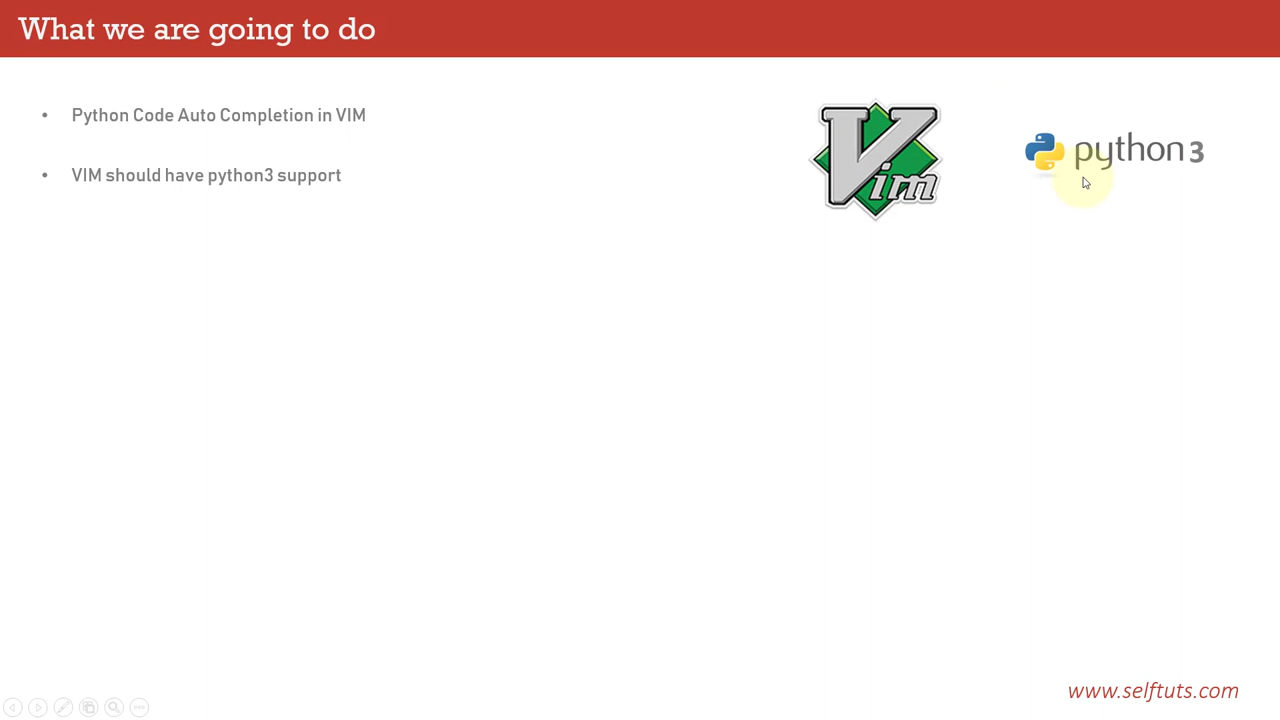 What we are going to do
• Python Code Auto Completion in VIM
• VIM should have python3 support
Vim
python 3
www.selftuts.com